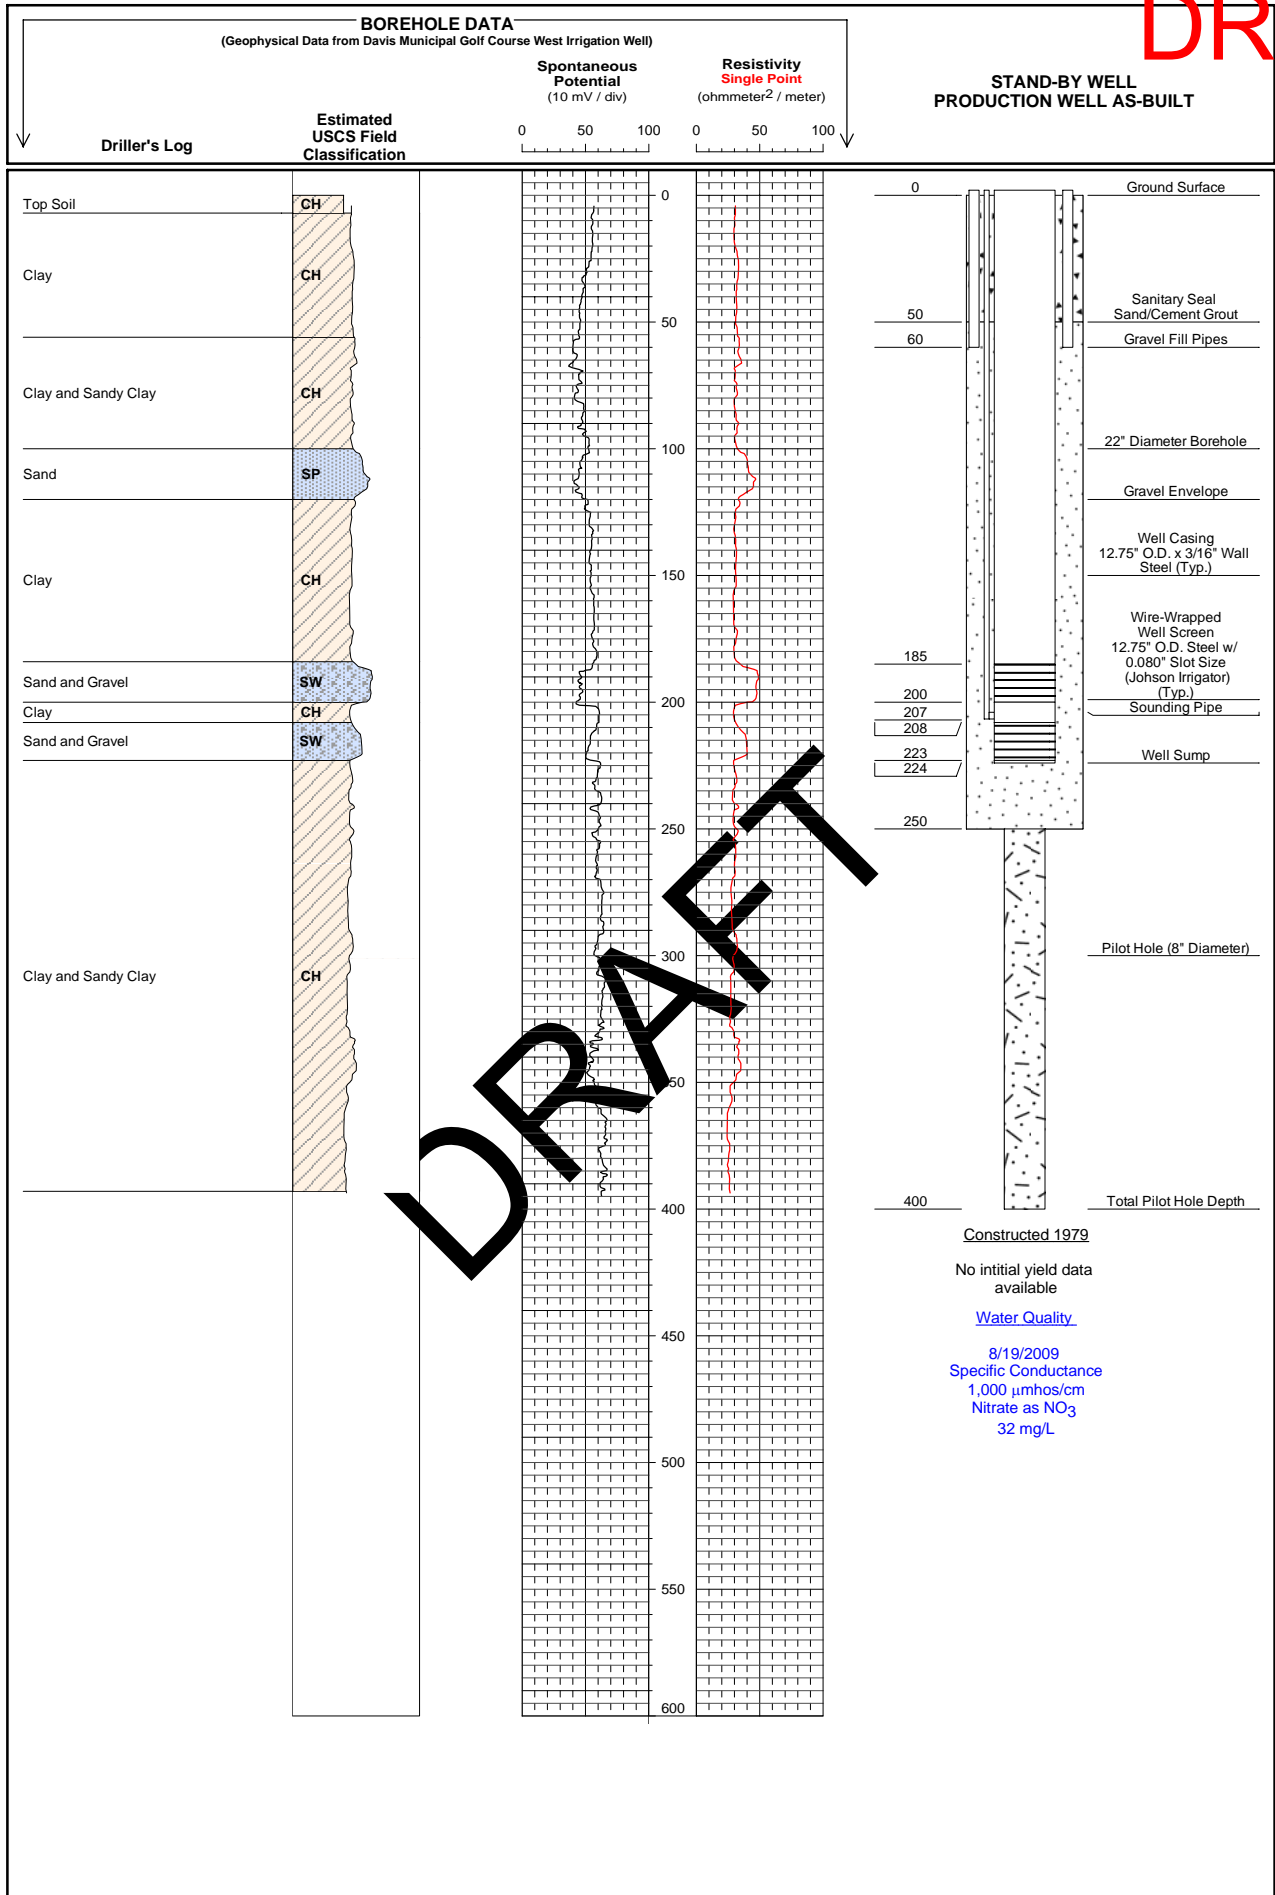 DR
BOREHOLE DATA
(Geophysical Data from Davis Municipal Golf Course West Irrigation Well)
Driller's Log
Estimated
USCS Field
Classification
Spontaneous
Potential
(10 mV / div)
0 50 100
Resistivity
Single Point
(ohmmeter2 / meter)
0 50 100
STAND-BY WELL
PRODUCTION WELL AS-BUILT
Top Soil
CH
Clay
CH
Clay and Sandy Clay
CH
Sand
SP
Clay
CH
Sand and Gravel
SW
Clay
CH
Sand and Gravel
SW
Clay and Sandy Clay
CH
0
50
100
150
200
250
300
350
400
450
500
550
600
DRAFT
0
50
60
185
200
207
208
223
224
250
400
Ground Surface
Sanitary Seal
Sand/Cement Grout
Gravel Fill Pipes
22" Diameter Borehole
Gravel Envelope
Well Casing
12.75" O.D. x 3/16" Wall
Steel (Typ.)
Wire-Wrapped
Well Screen
12.75" O.D. Steel w/
0.080" Slot Size
(Johson Irrigator)
(Typ.)
Sounding Pipe
Well Sump
Pilot Hole (8" Diameter)
Total Pilot Hole Depth
Constructed 1979
No intitial yield data
available
Water Quality
8/19/2009
Specific Conductance
1,000 µmhos/cm
Nitrate as NO3
32 mg/L